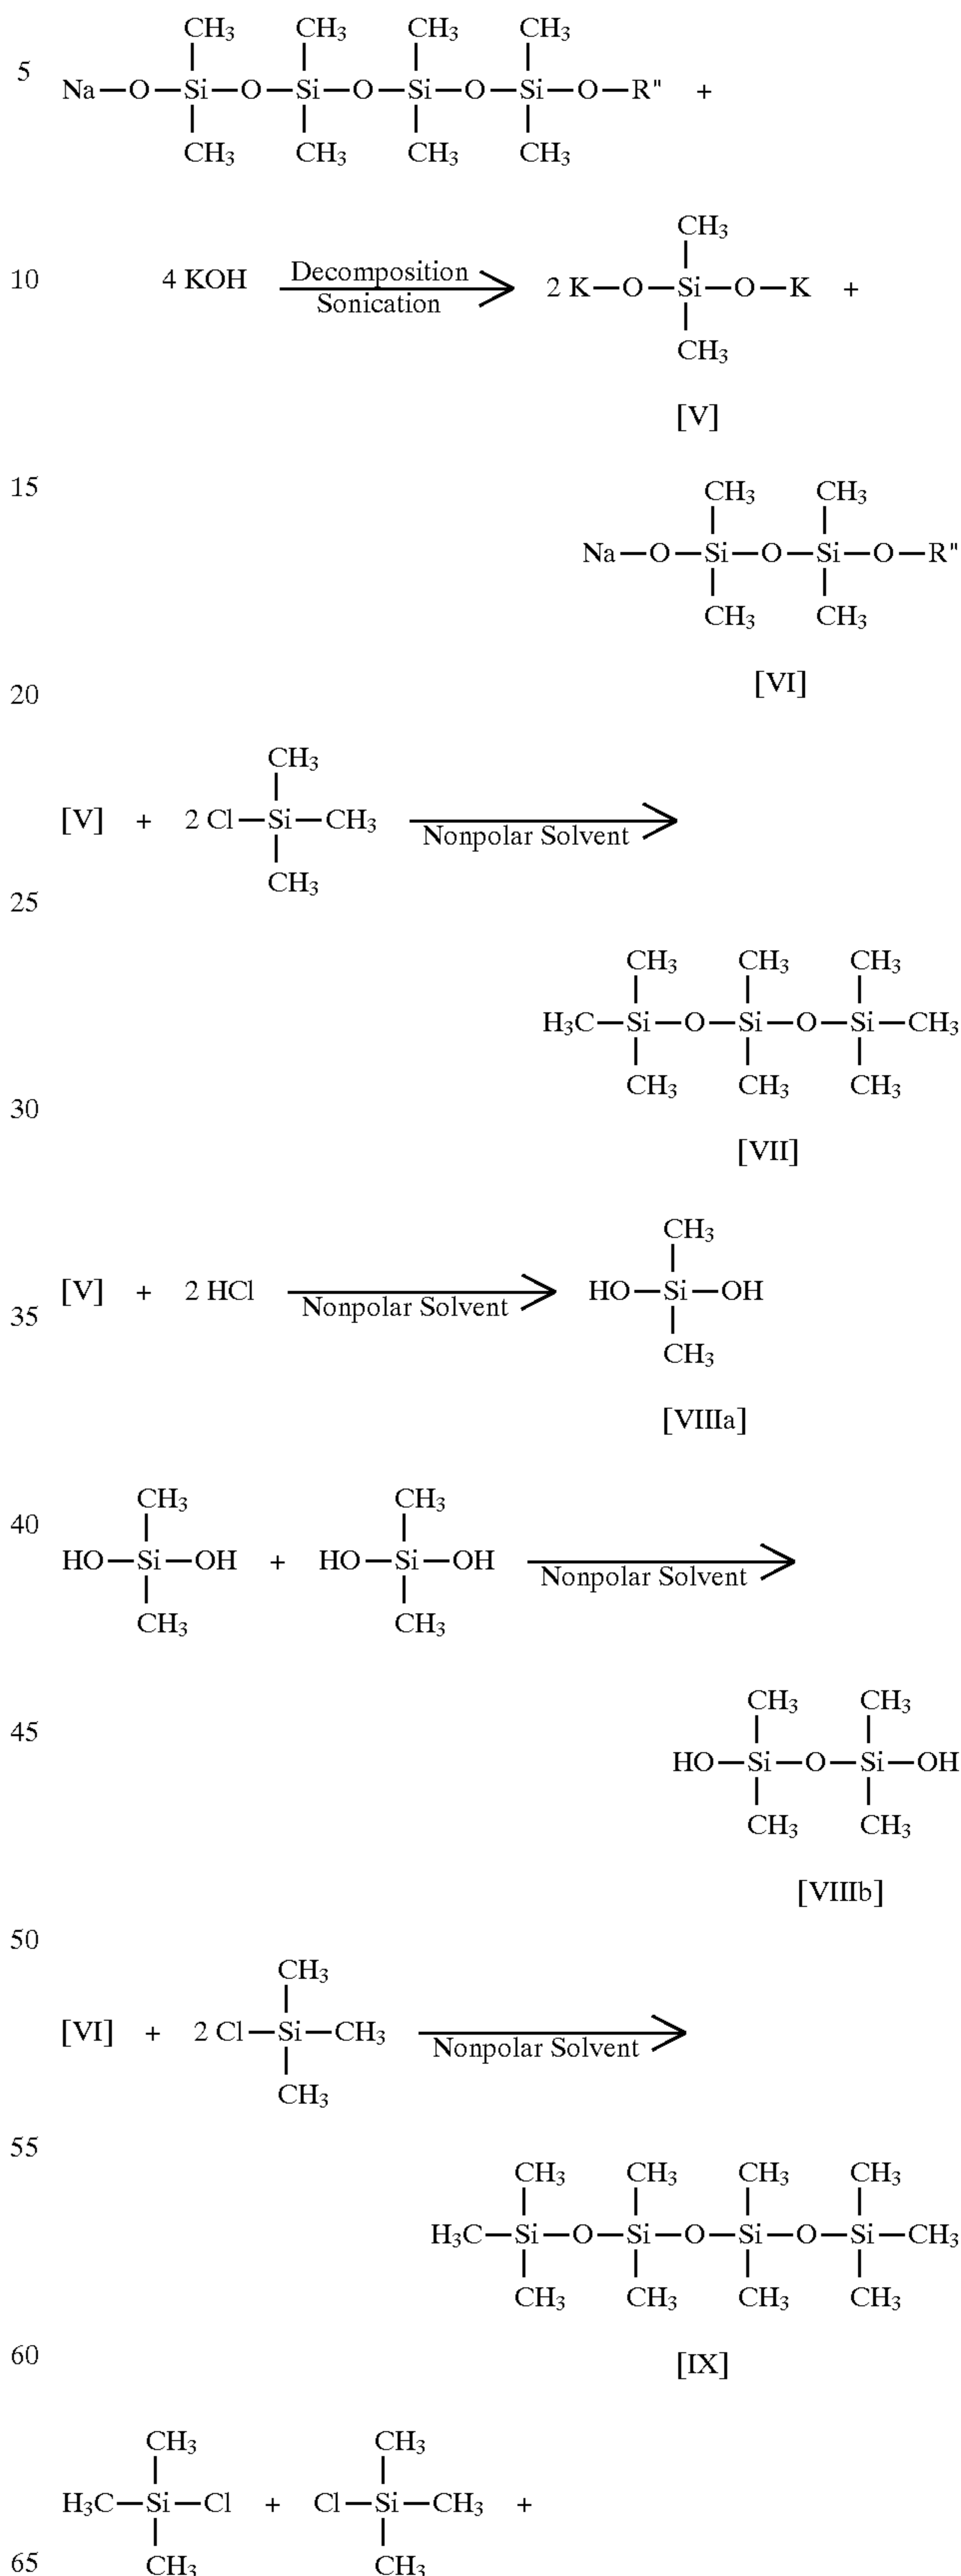 CH3 CH3 CH3 CH3
5
Na—O—Si—O—Si—O—Si—O—Si—O—R" +
CH3 CH3 CH3 CH3
CH3
10
4 KOH Decomposition 2 K—O—Si—O—K +
Sonication
CH3
[V]
15
CH3 CH3
Na—O—Si—O—Si—O—R"
CH3 CH3
[VI]
20
CH3
[V] + 2 Cl—Si—CH3
Nonpolar Solvent
CH3
25
CH3 CH3 CH3
H3C—Si—O—Si—O—Si—CH3
CH3 CH3 CH3
30
[VII]
CH3
[V] + 2 HCl HO—Si—OH
Nonpolar Solvent
35
CH3
[VIIIa]
CH3 CH3
40
HO—Si—OH + HO—Si—OH
Nonpolar Solvent
CH3 CH3
CH3 CH3
45
HO—Si—O—Si—OH
CH3 CH3
[VIIIb]
50
CH3
[VI] + 2 Cl—Si—CH3
Nonpolar Solvent
CH3
55
CH3 CH3 CH3 CH3
H3C—Si—O—Si—O—Si—O—Si—CH3
CH3 CH3 CH3 CH3
60
[IX]
CH3 CH3
H3C—Si—Cl + Cl—Si—CH3 +
65
CH3 CH3